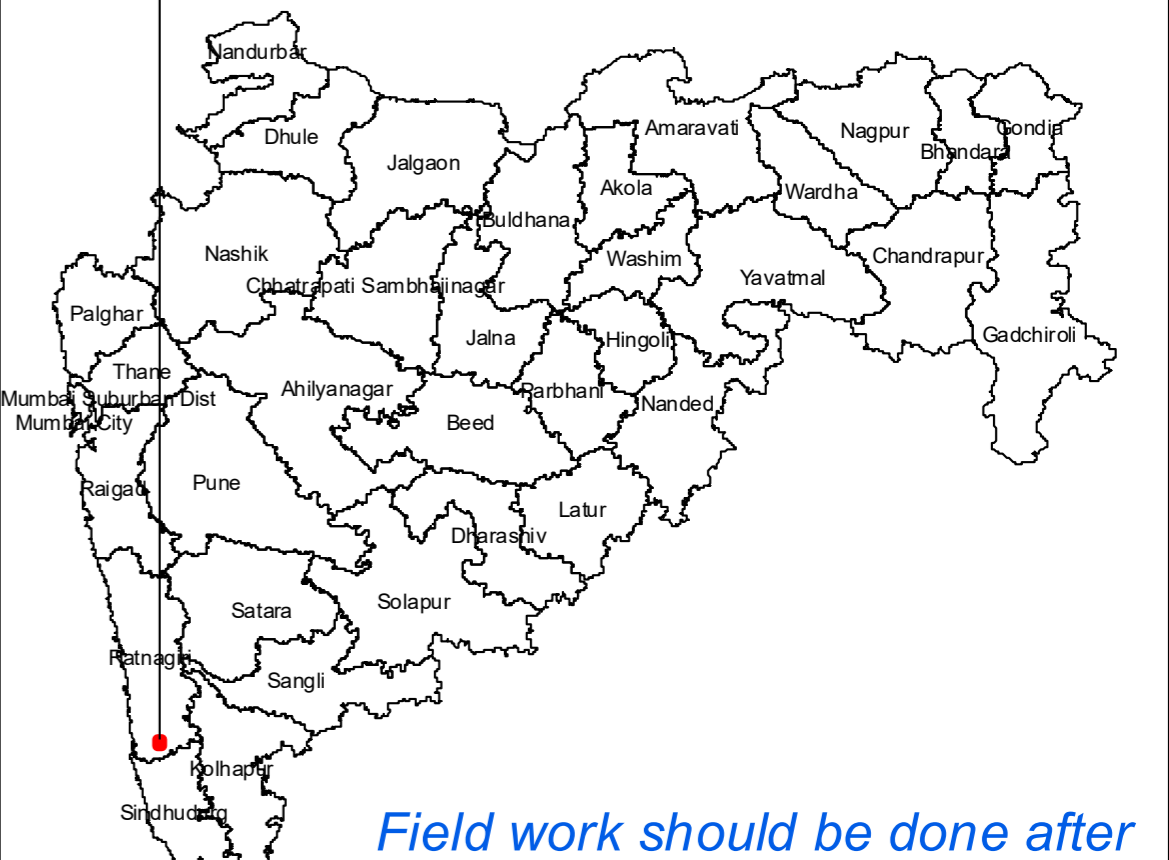 Nandurbar
Dhule
Jalgaon
Amaravati
Nagpur
Gondia
Bhandara
Akola
Wardha
Buldhana
Nashik
Washim
Chandrapur
Chhatrapati Sambhajinagar
Yavatmal
Palghar
Jalna
Hingoli
Gadchiroli
Thane
Ahilyanagar
Parbhani
Mumbai Suburban Dist
Nanded
Mumbai City
Beed
Raigad
Pune
Latur
Dharashiv
Satara
Solapur
Ratnagiri
Sangli
Kolhapur
Sindhudurg
Field work should be done after